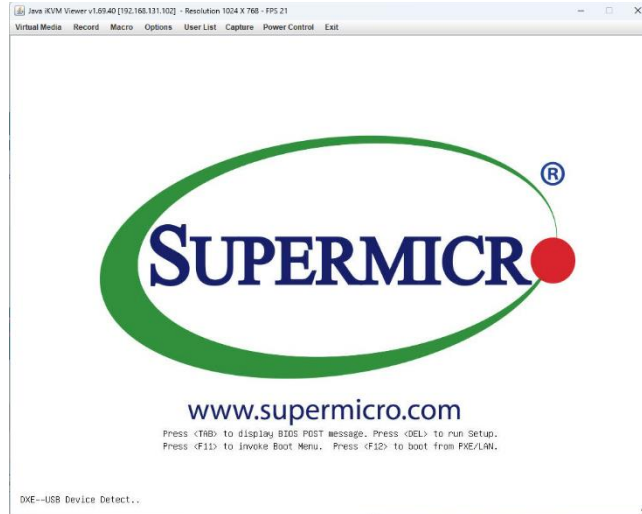 Java iKVM Viewer v1.69.40 [192.168.131.102] - Resolution 1024 X 768 - FPS 21
Virtual Media Record Macro Options User List Capture Power Control Exit
®
SUPERMICR
www.supermicro.com
Press <TAB> to display BIOS POST message. Press <DEL> to run Setup.
Press <F11> to invoke Boot Menu. Press <F12> to boot from PXE/LAN.
DXE--USB Device Detect..